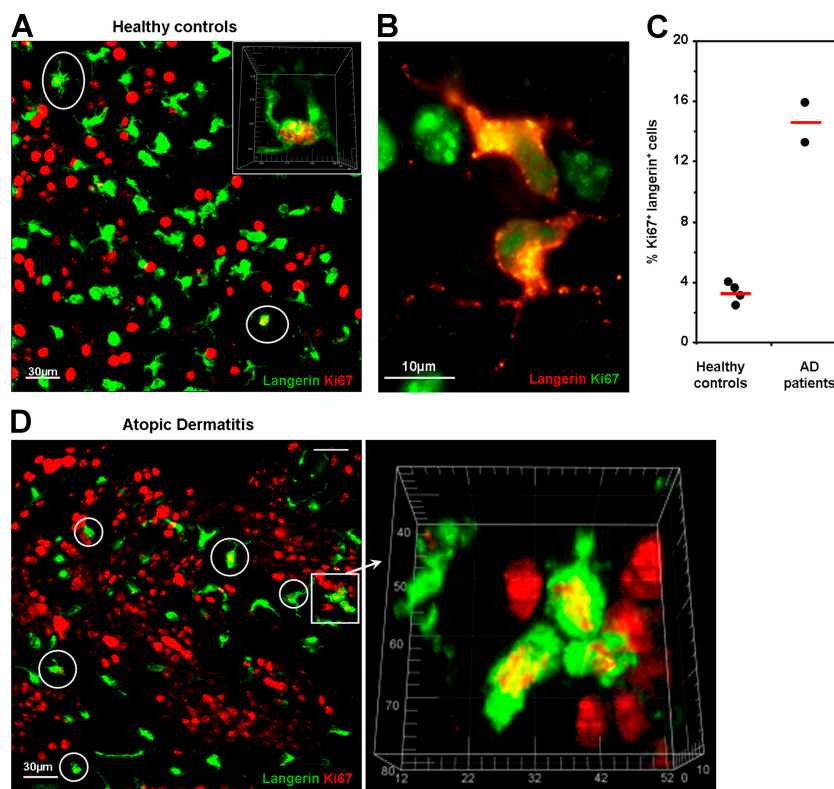 A
Healthy controls
30µm
Langerin Ki67
B
10µm
Langerin Ki67
C
% Ki67+ langerin+ cells
20
16
12
8
4
0
Healthy
controls
AD
patients
D
Atopic Dermatitis
30µm
Langerin Ki67
40
50
60
70
80
12
22
32
42
52
0
10